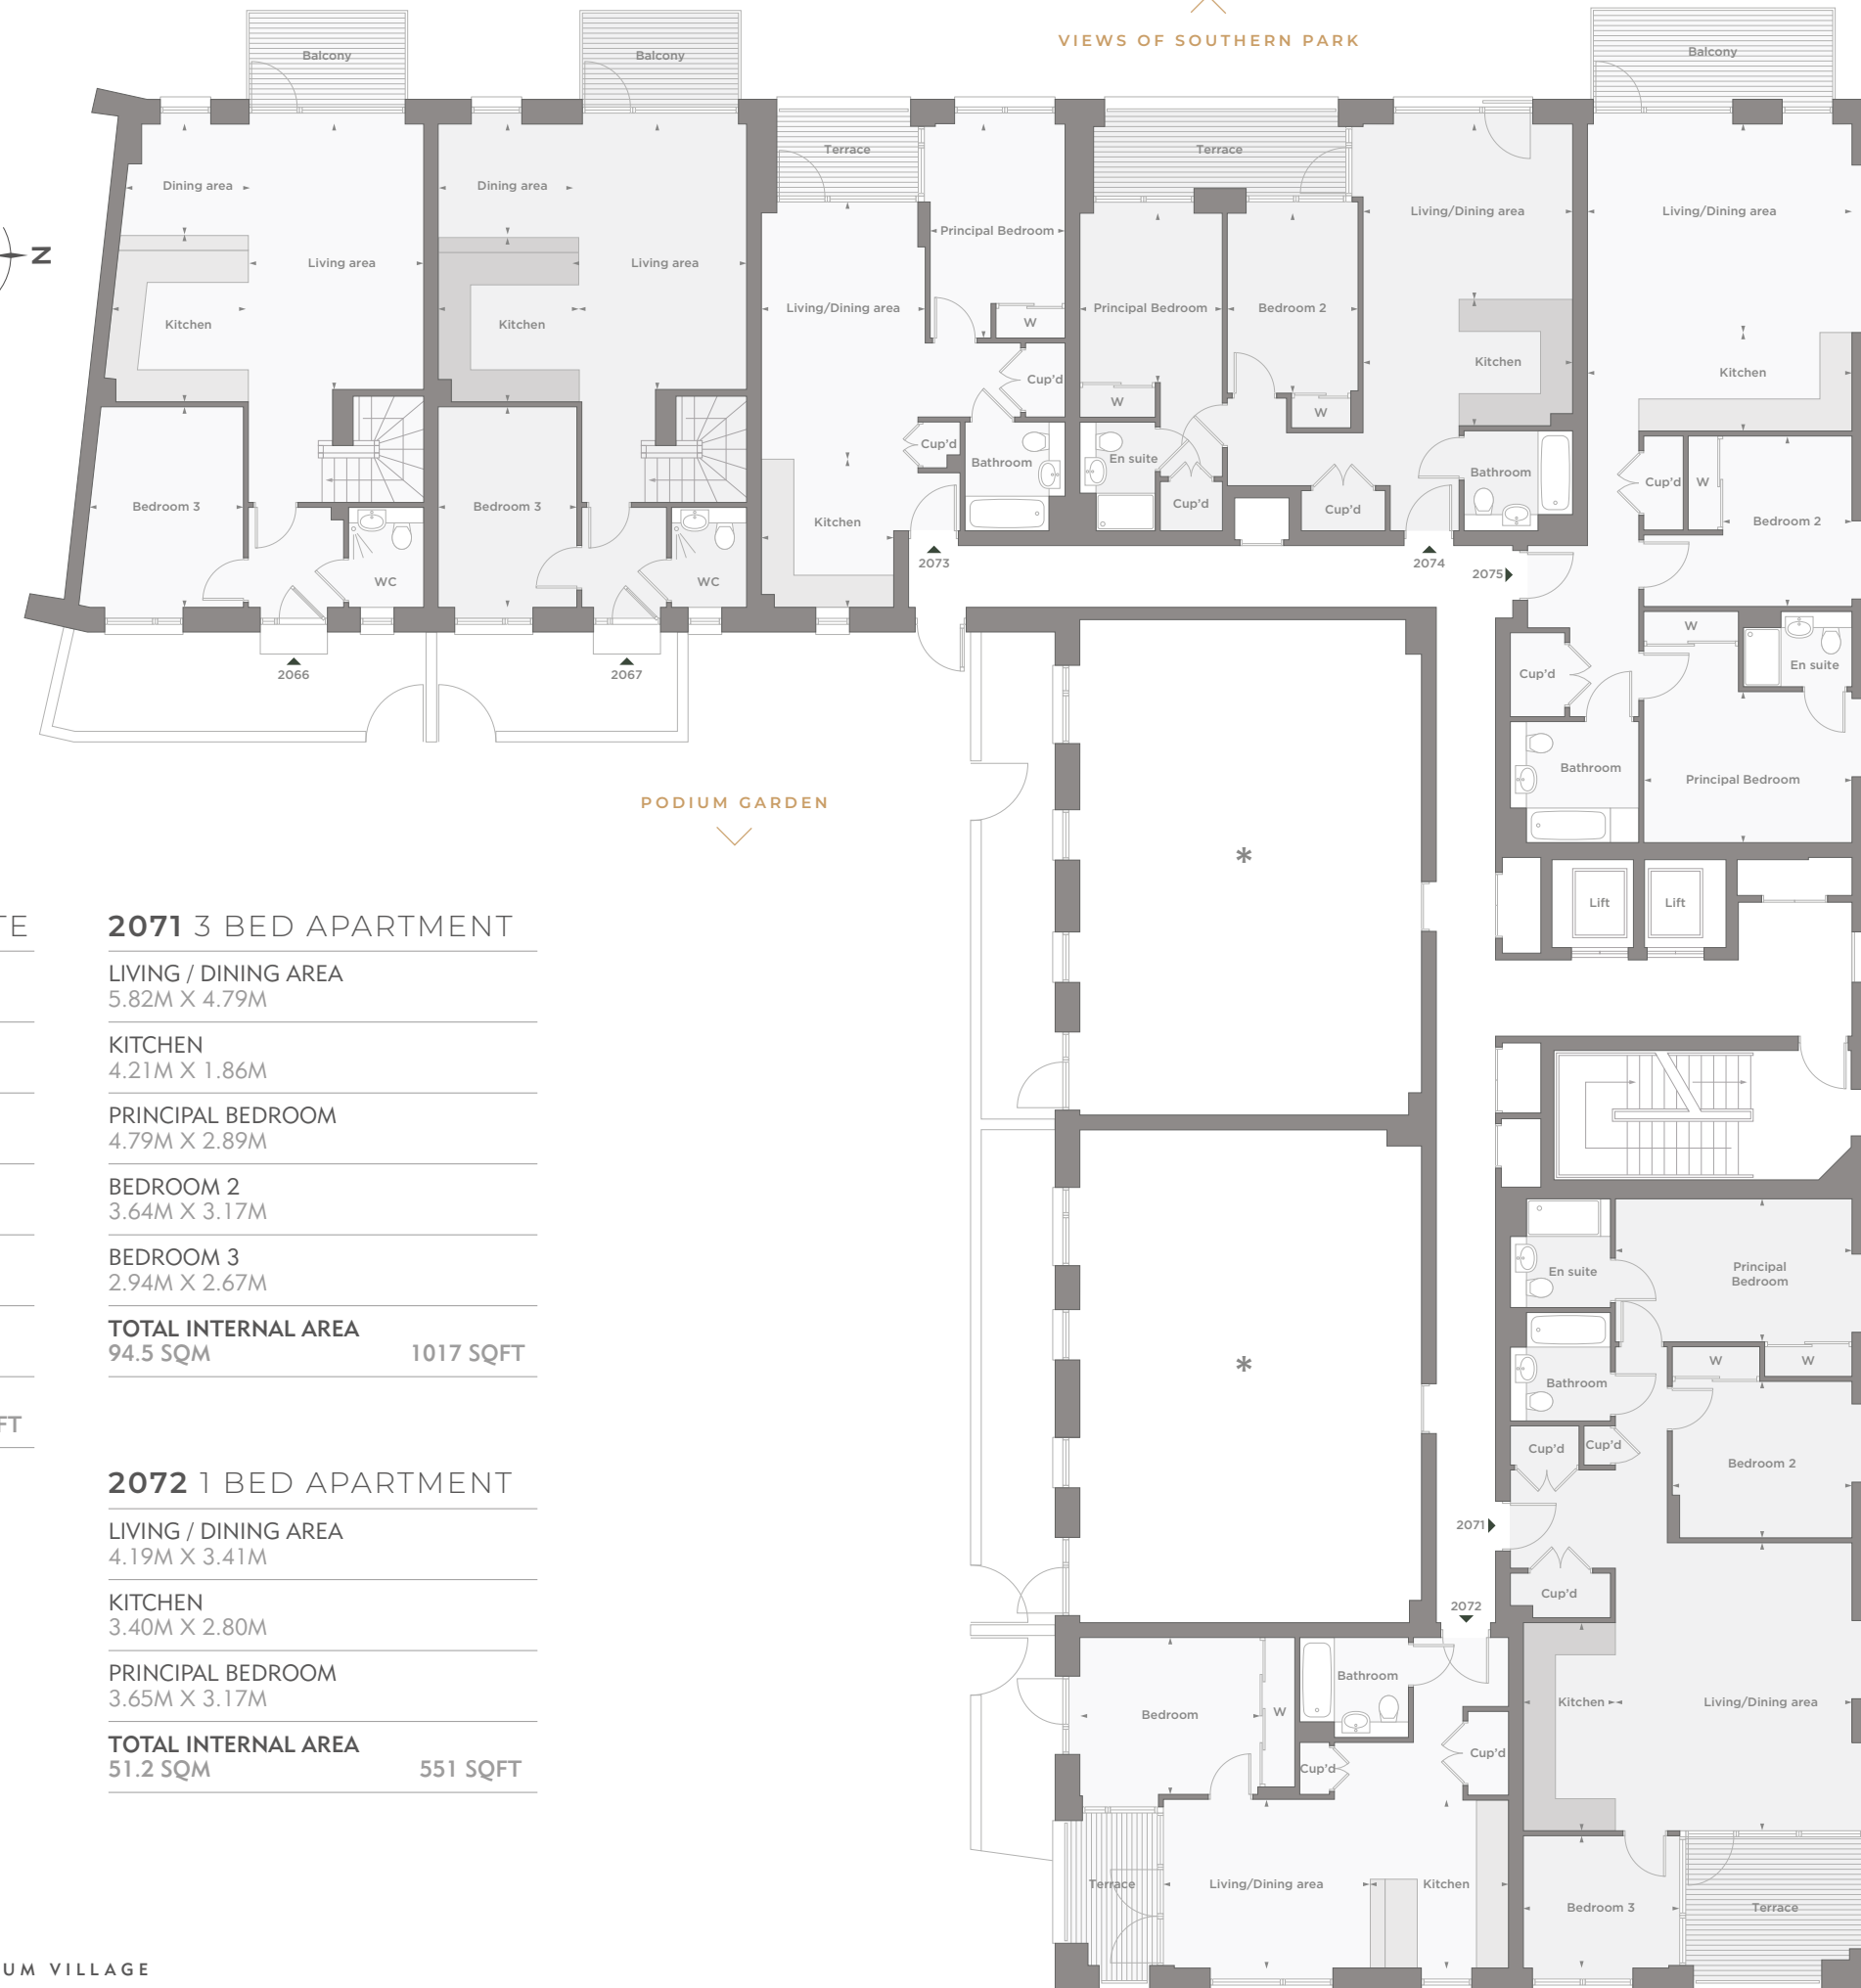 VIEWS OF SOUTHERN PARK
Balcony
Balcony
Balcony
Terrace
Terrace
N
Dining area
Dining area
Living area
Living area
Kitchen
Kitchen
Principal Bedroom
Living/Dining area
W
Cup'd
Cup'd
Bathroom
Kitchen
Principal Bedroom
Bedroom 2
Living/Dining area
Kitchen
W
W
En suite
Cup'd
Cup'd
Bathroom
Living/Dining area
Kitchen
Cup'd
W
Bedroom 2
Bedroom 3
Bedroom 3
WC
WC
2066
2067
2073
2074
2075
W
En suite
Cup'd
Bathroom
Principal Bedroom
PODIUM GARDEN
*
Lift
Lift
TE
2071 3 BED APARTMENT
LIVING / DINING AREA
5.82M X 4.79M
KITCHEN
4.21M X 1.86M
PRINCIPAL BEDROOM
4.79M X 2.89M
BEDROOM 2
3.64M X 3.17M
BEDROOM 3
2.94M X 2.67M
TOTAL INTERNAL AREA
94.5 SQM 1017 SQFT
FT
2072 1 BED APARTMENT
LIVING / DINING AREA
4.19M X 3.41M
KITCHEN
3.40M X 2.80M
PRINCIPAL BEDROOM
3.65M X 3.17M
TOTAL INTERNAL AREA
51.2 SQM 551 SQFT
*
En suite
Principal
Bedroom
Bathroom
W
W
Cup'd
Cup'd
Bedroom 2
2071
Cup'd
2072
Bedroom
W
Bathroom
Cup'd
Cup'd
Kitchen
Living/Dining area
Terrace
Living/Dining area
Kitchen
Bedroom 3
Terrace
UM VILLAGE